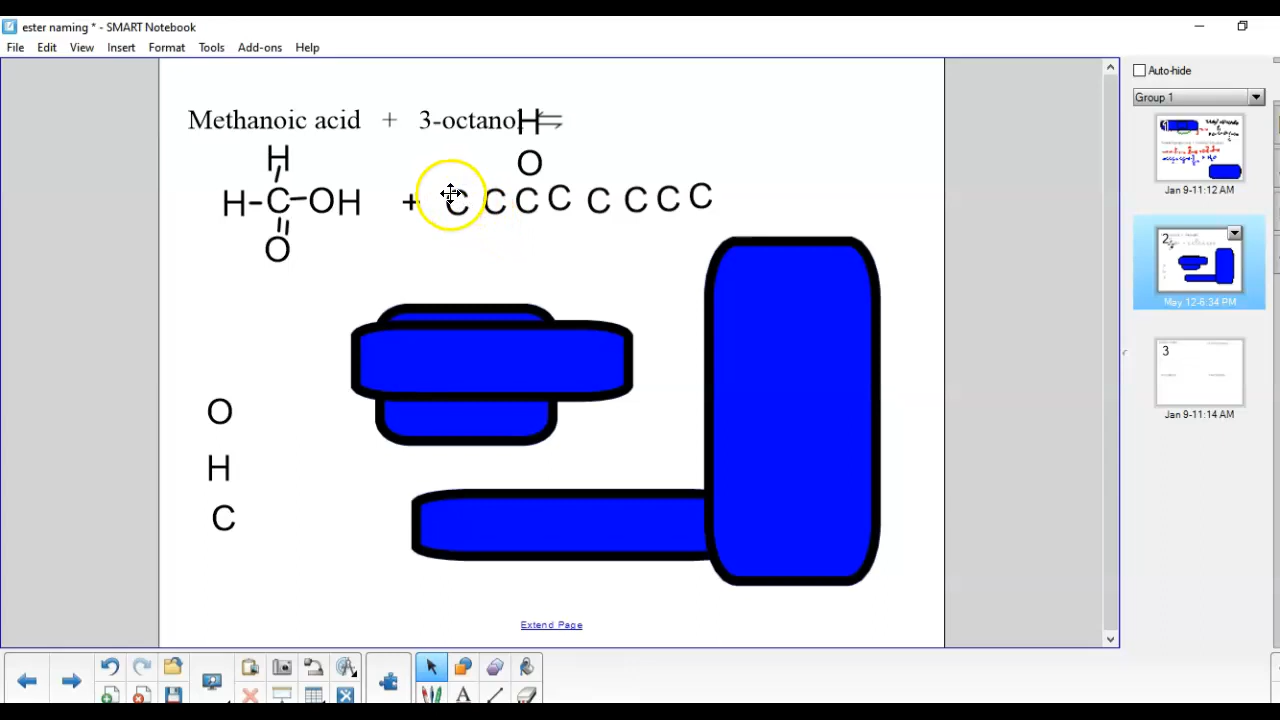 ester naming * - SMART Notebook
File Edit View Insert Format Tools Add-ons Help
Auto-hide
Group 1
Methanoic acid + 3-octanol ⇌
H
H
O
H-C-OH + C C C C C C C C
O
O
H
C
Extend Page
Jan 9-11:12 AM
2
May 12-6:34 PM
3
Jan 9-11:14 AM
A